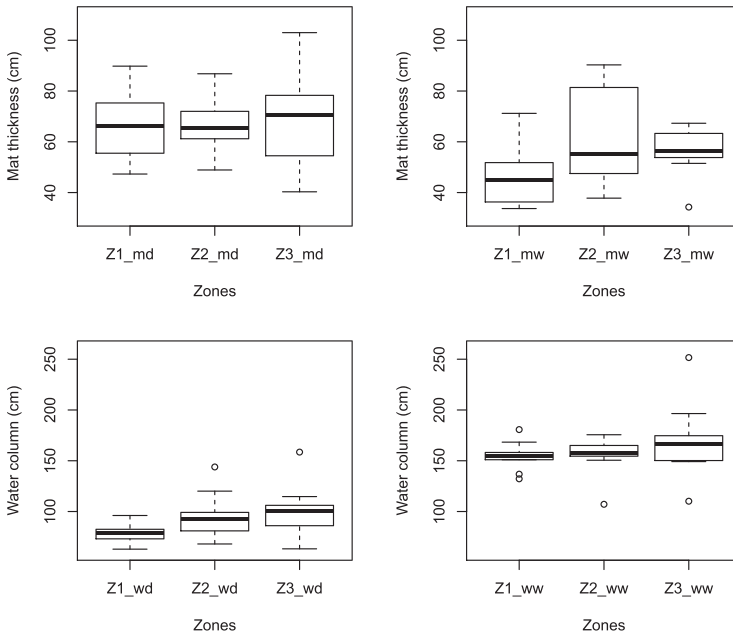 Mat thickness (cm)
100
80
60
40
Z1_md Z2_md Z3_md
Zones
Mat thickness (cm)
100
80
60
40
Z1_mw Z2_mw Z3_mw
Zones
Water column (cm)
250
200
150
100
Z1_wd Z2_wd Z3_wd
Zones
Water column (cm)
250
200
150
100
Z1_ww Z2_ww Z3_ww
Zones